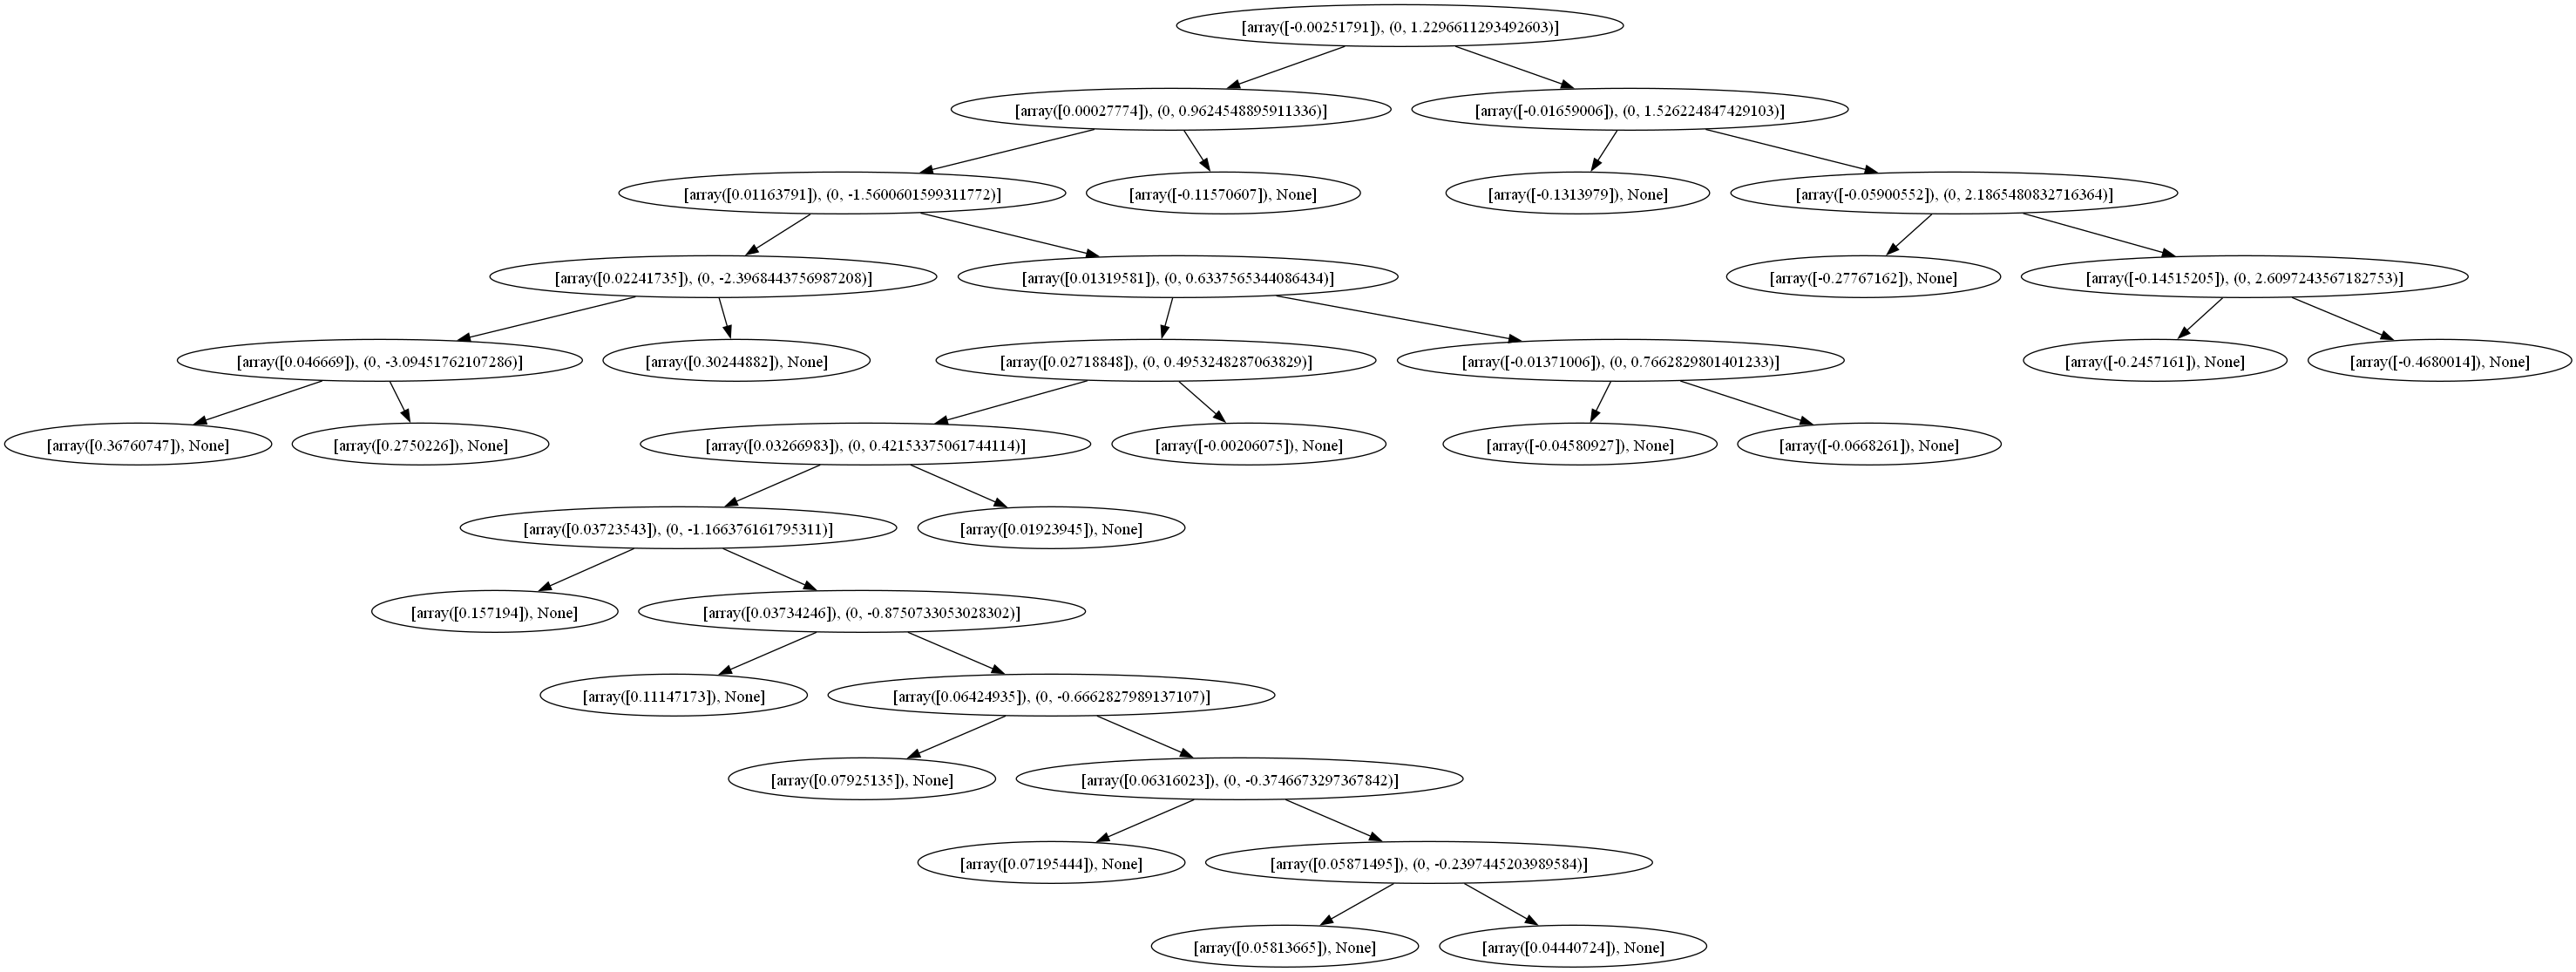 [array([-0.00251791]), (0, 1.2296611293492603)]
[array([0.00027774]), (0, 0.9624548895911336)]
[array([-0.01659006]), (0, 1.526224847429103)]
[array([0.01163791]), (0, -1.5600601599311772)]
[array([-0.11570607]), None]
[array([-0.1313979]), None]
[array([-0.05900552]), (0, 2.1865480832716364)]
[array([0.02241735]), (0, -2.3968443756987208)]
[array([0.01319581]), (0, 0.6337565344086434)]
[array([-0.27767162]), None]
[array([-0.14515205]), (0, 2.6097243567182753)]
[array([0.046669]), (0, -3.09451762107286)]
[array([0.30244882]), None]
[array([0.02718848]), (0, 0.4953248287063829)]
[array([-0.01371006]), (0, 0.7662829801401233)]
[array([-0.2457161]), None]
[array([-0.4680014]), None]
[array([0.36760747]), None]
[array([0.2750226]), None]
[array([0.03266983]), (0, 0.42153375061744114)]
[array([-0.00206075]), None]
[array([-0.04580927]), None]
[array([-0.0668261]), None]
[array([0.03723543]), (0, -1.166376161795311)]
[array([0.01923945]), None]
[array([0.157194]), None]
[array([0.03734246]), (0, -0.8750733053028302)]
[array([0.11147173]), None]
[array([0.06424935]), (0, -0.6662827989137107)]
[array([0.07925135]), None]
[array([0.06316023]), (0, -0.3746673297367842)]
[array([0.07195444]), None]
[array([0.05871495]), (0, -0.2397445203989584)]
[array([0.05813665]), None]
[array([0.04440724]), None]